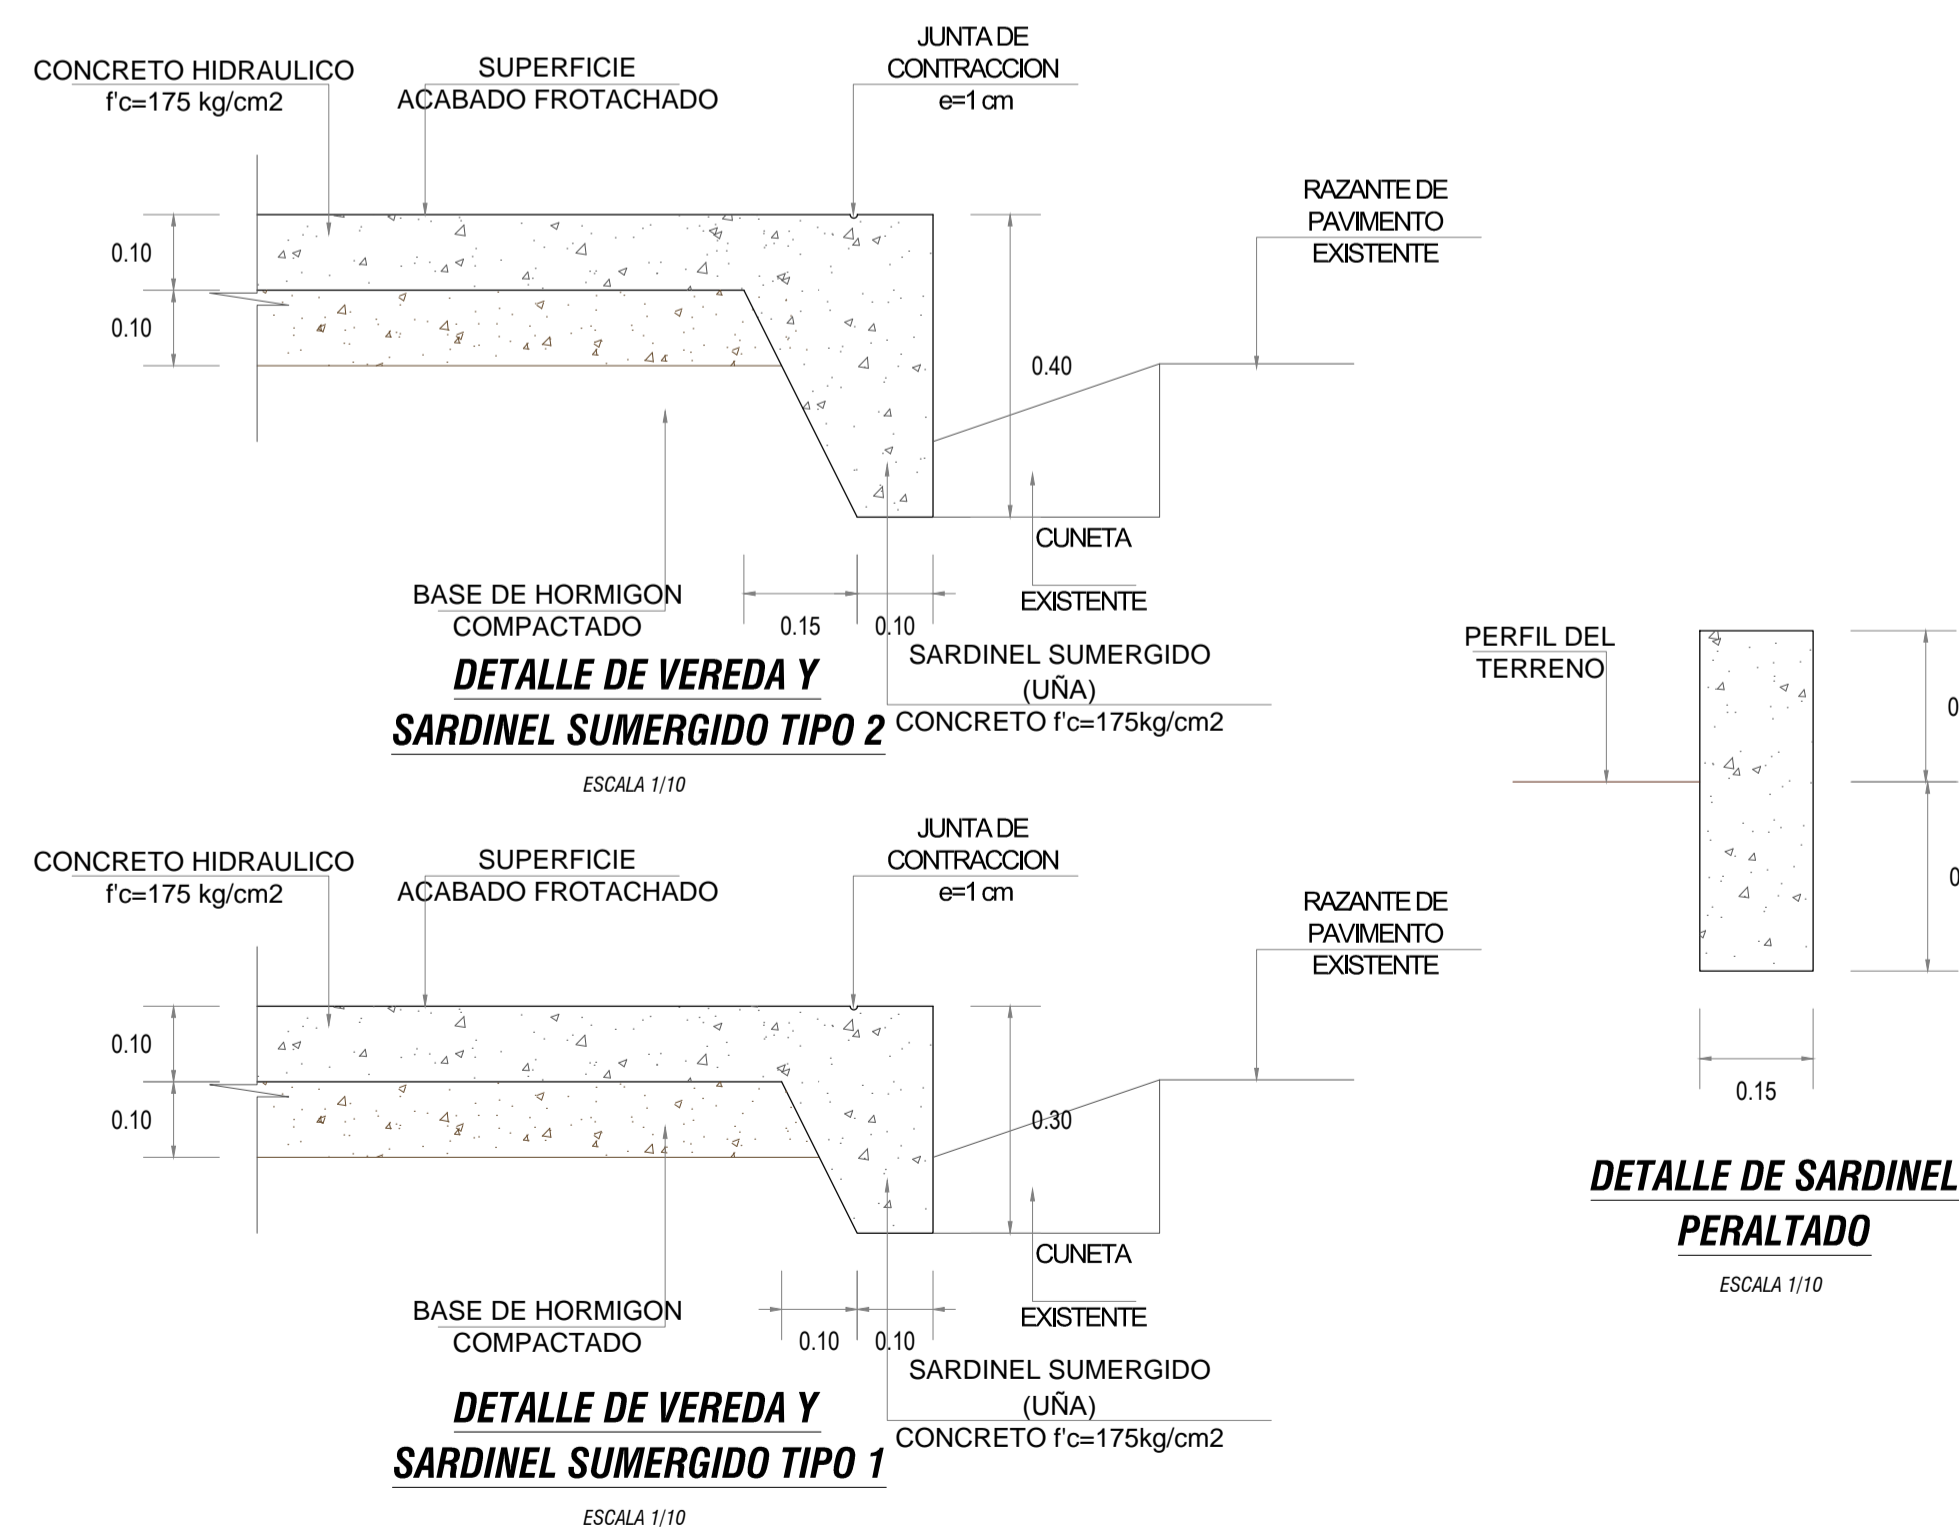 CONCRETO HIDRAULICO
f'c=175 kg/cm2
SUPERFICIE
ACABADO FROTACHADO
JUNTA DE
CONTRACCION
e=1 cm
RAZANTE DE
PAVIMENTO
EXISTENTE
0.10
0.10
0.40
CUNETA
EXISTENTE
BASE DE HORMIGON
COMPACTADO
0.15
0.10
SARDINEL SUMERGIDO
(UÑA)
CONCRETO f'c=175kg/cm2
DETALLE DE VEREDA Y
SARDINEL SUMERGIDO TIPO 2
ESCALA 1/10
CONCRETO HIDRAULICO
f'c=175 kg/cm2
SUPERFICIE
ACABADO FROTACHADO
JUNTA DE
CONTRACCION
e=1 cm
RAZANTE DE
PAVIMENTO
EXISTENTE
0.10
0.10
0.30
CUNETA
EXISTENTE
BASE DE HORMIGON
COMPACTADO
0.10
0.10
SARDINEL SUMERGIDO
(UÑA)
CONCRETO f'c=175kg/cm2
DETALLE DE VEREDA Y
SARDINEL SUMERGIDO TIPO 1
ESCALA 1/10
PERFIL DEL
TERRENO
0.15
DETALLE DE SARDINEL
PERALTADO
ESCALA 1/10